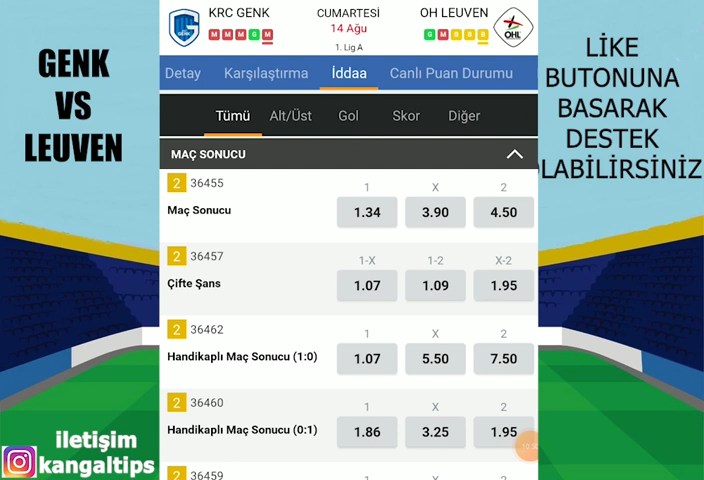 GENK
VS
LEUVEN
KRC GENK
M M M G M
CUMARTESİ
14 Ağu
1. Lig A
OH LEUVEN
G M B B B
GENK
OHL
Detay Karşılaştırma İddaa Canlı Puan Durumu
Tümü Alt/Üst Gol Skor Diğer
MAÇ SONUCU
2 36455 1 X 2
Maç Sonucu 1.34 3.90 4.50
2 36457 1-X 1-2 X-2
Çifte Şans 1.07 1.09 1.95
2 36462 1 X 2
Handikaplı Maç Sonucu (1:0) 1.07 5.50 7.50
2 36460 1 X 2
Handikaplı Maç Sonucu (0:1) 1.86 3.25 1.95
2 36459 1 X 2
LİKE
BUTONUNA
BASARAK
DESTEK
OLABİLİRSİNİZ
iletişim
kangaltips